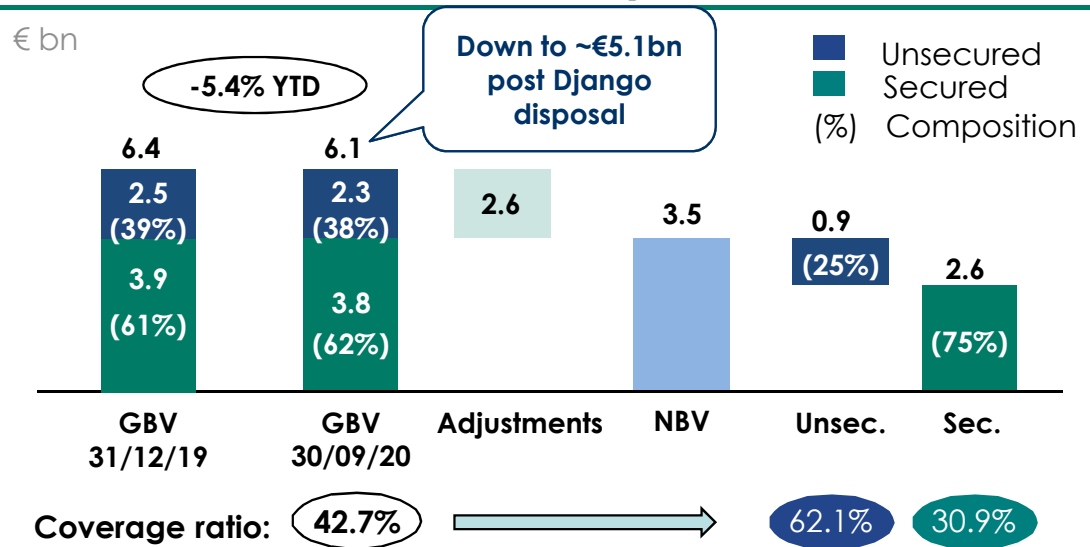 € bn
-5.4% YTD
Down to ~€5.1bn
post Django
disposal
Unsecured
Secured
(%) Composition
6.4
2.5
(39%)
3.9
(61%)
6.1
2.3
(38%)
3.8
(62%)
2.6
3.5
0.9
(25%)
2.6
(75%)
GBV
31/12/19
GBV
30/09/20
Adjustments
NBV
Unsec.
Sec.
Coverage ratio: 42.7% 62.1% 30.9%